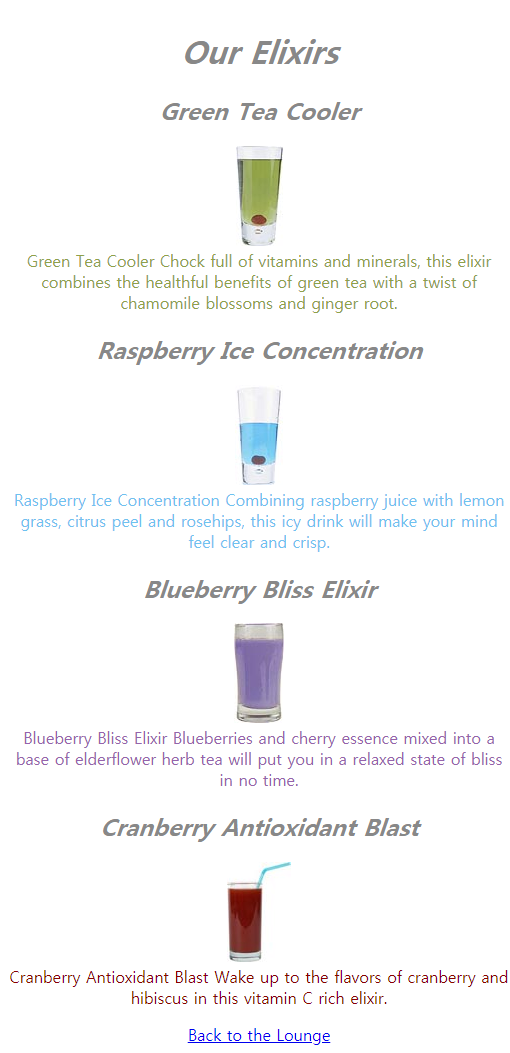 Our Elixirs
Green Tea Cooler
Green Tea Cooler Chock full of vitamins and minerals, this elixir
combines the healthful benefits of green tea with a twist of
chamomile blossoms and ginger root.
Raspberry Ice Concentration
Raspberry Ice Concentration Combining raspberry juice with lemon
grass, citrus peel and rosehips, this icy drink will make your mind
feel clear and crisp.
Blueberry Bliss Elixir
Blueberry Bliss Elixir Blueberries and cherry essence mixed into a
base of elderflower herb tea will put you in a relaxed state of bliss
in no time.
Cranberry Antioxidant Blast
Cranberry Antioxidant Blast Wake up to the flavors of cranberry and
hibiscus in this vitamin C rich elixir.
Back to the Lounge